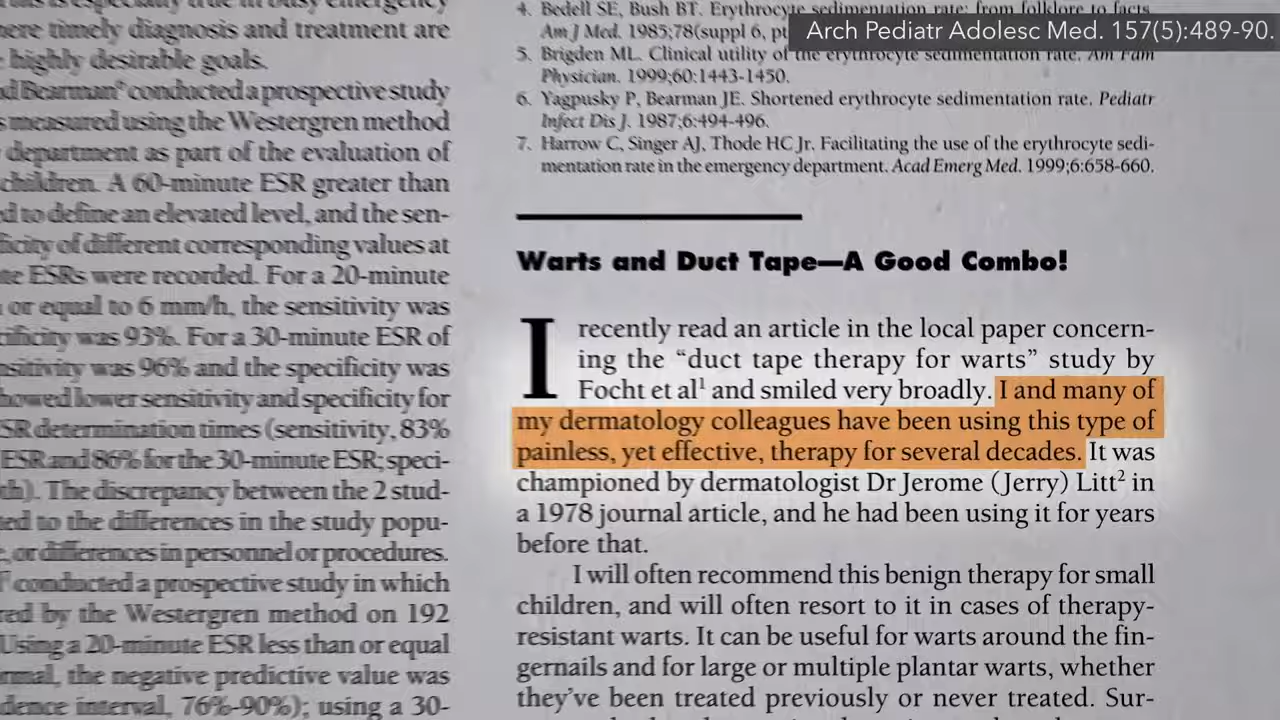 ere timely diagnosis and treatment are
highly desirable goals.
d Bearman⁶ conducted a prospective study
s measured using the Westergren method
department as part of the evaluation of
children. A 60-minute ESR greater than
ed to define an elevated level, and the sen-
ficity of different corresponding values at
te ESRs were recorded. For a 20-minute
or equal to 6 mm/h, the sensitivity was
cificity was 93%. For a 30-minute ESR of
nsitivity was 96% and the specificity was
howed lower sensitivity and specificity for
SR determination times (sensitivity, 83%
ESR and 86% for the 30-minute ESR; speci-
th). The discrepancy between the 2 stud-
ted to the differences in the study popu-
e, or differences in personnel or procedures.
conducted a prospective study in which
red by the Westergren method on 192
Using a 20-minute ESR less than or equal
rmal, the negative predictive value was
dence interval, 76%-90%); using a 30-
4. Bedell SE, Bush BT. Erythrocyte sedimentation rate: from folklore to facts.
Am J Med. 1985;78(suppl 6, pt
Arch Pediatr Adolesc Med. 157(5):489-90.
5. Brigden ML. Clinical utility of the erythrocyte sedimentation rate. Am Fam
Physician. 1999;60:1443-1450.
6. Yagpusky P, Bearman JE. Shortened erythrocyte sedimentation rate. Pediatr
Infect Dis J. 1987;6:494-496.
7. Harrow C, Singer AJ, Thode HC Jr. Facilitating the use of the erythrocyte sedi-
mentation rate in the emergency department. Acad Emerg Med. 1999;6:658-660.
Warts and Duct Tape—A Good Combo!
I recently read an article in the local paper concern-
ing the “duct tape therapy for warts” study by
Focht et al¹ and smiled very broadly. I and many of
my dermatology colleagues have been using this type of
painless, yet effective, therapy for several decades. It was
championed by dermatologist Dr Jerome (Jerry) Litt² in
a 1978 journal article, and he had been using it for years
before that.
I will often recommend this benign therapy for small
children, and will often resort to it in cases of therapy-
resistant warts. It can be useful for warts around the fin-
gernails and for large or multiple plantar warts, whether
they’ve been treated previously or never treated. Sur-